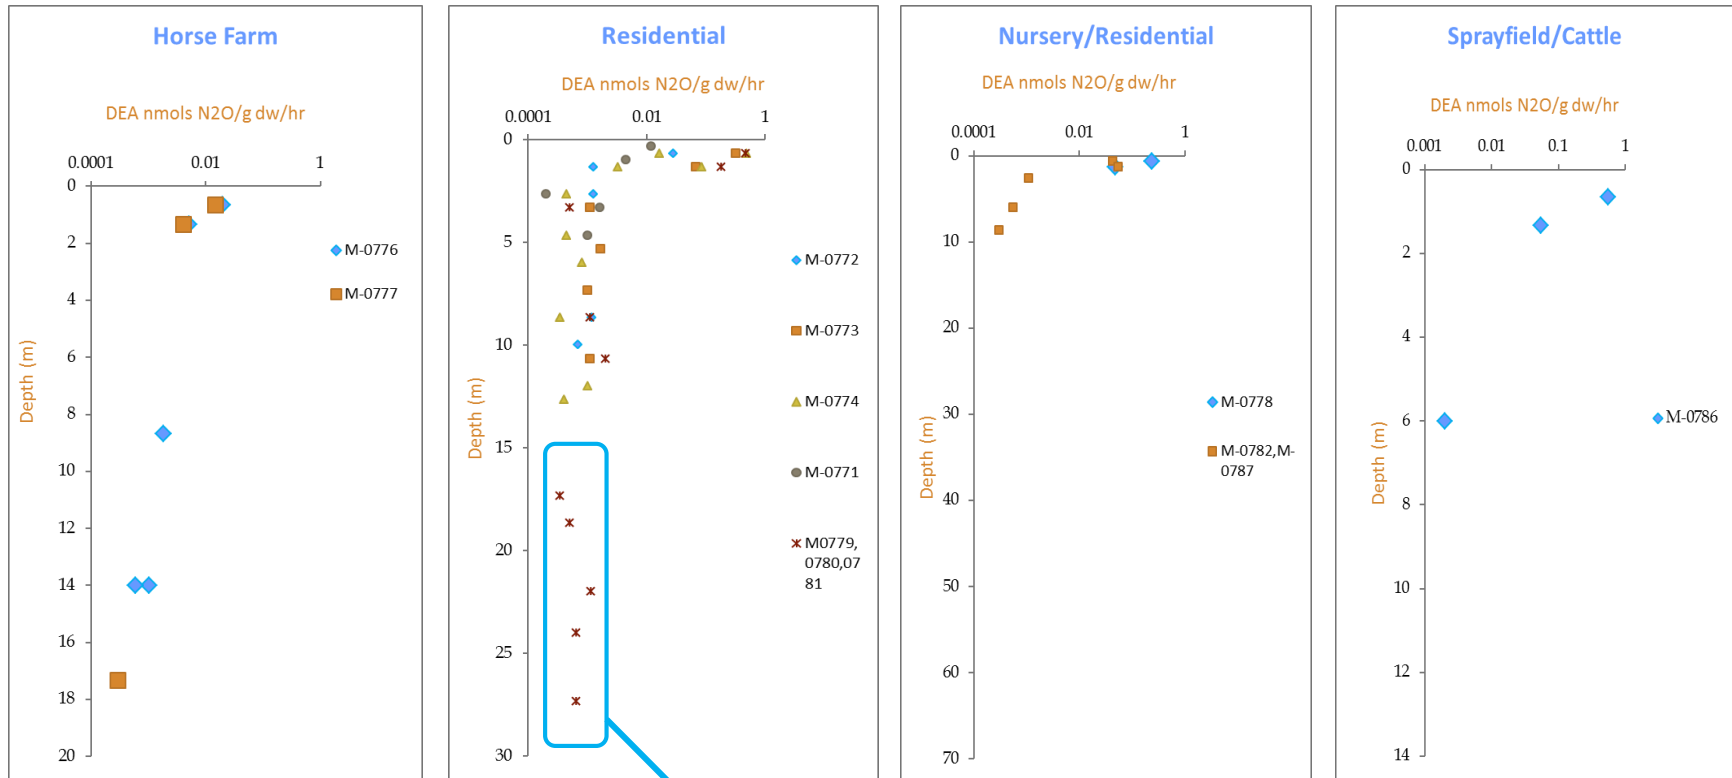 Horse Farm
DEA nmols N2O/g dw/hr
0.0001
0.01
1
0
2
4
6
8
10
12
14
16
18
20
Depth (m)
M-0776
M-0777
Residential
DEA nmols N2O/g dw/hr
0.0001
0.01
1
0
5
10
15
20
25
30
Depth (m)
M-0772
M-0773
M-0774
M-0771
M0779,
0780,07
81
Nursery/Residential
DEA nmols N2O/g dw/hr
0.0001
0.01
1
0
10
20
30
40
50
60
70
Depth (m)
M-0778
M-0782,M-
0787
Sprayfield/Cattle
DEA nmols N2O/g dw/hr
0.001
0.01
0.1
1
0
2
4
6
8
10
12
14
Depth (m)
M-0786